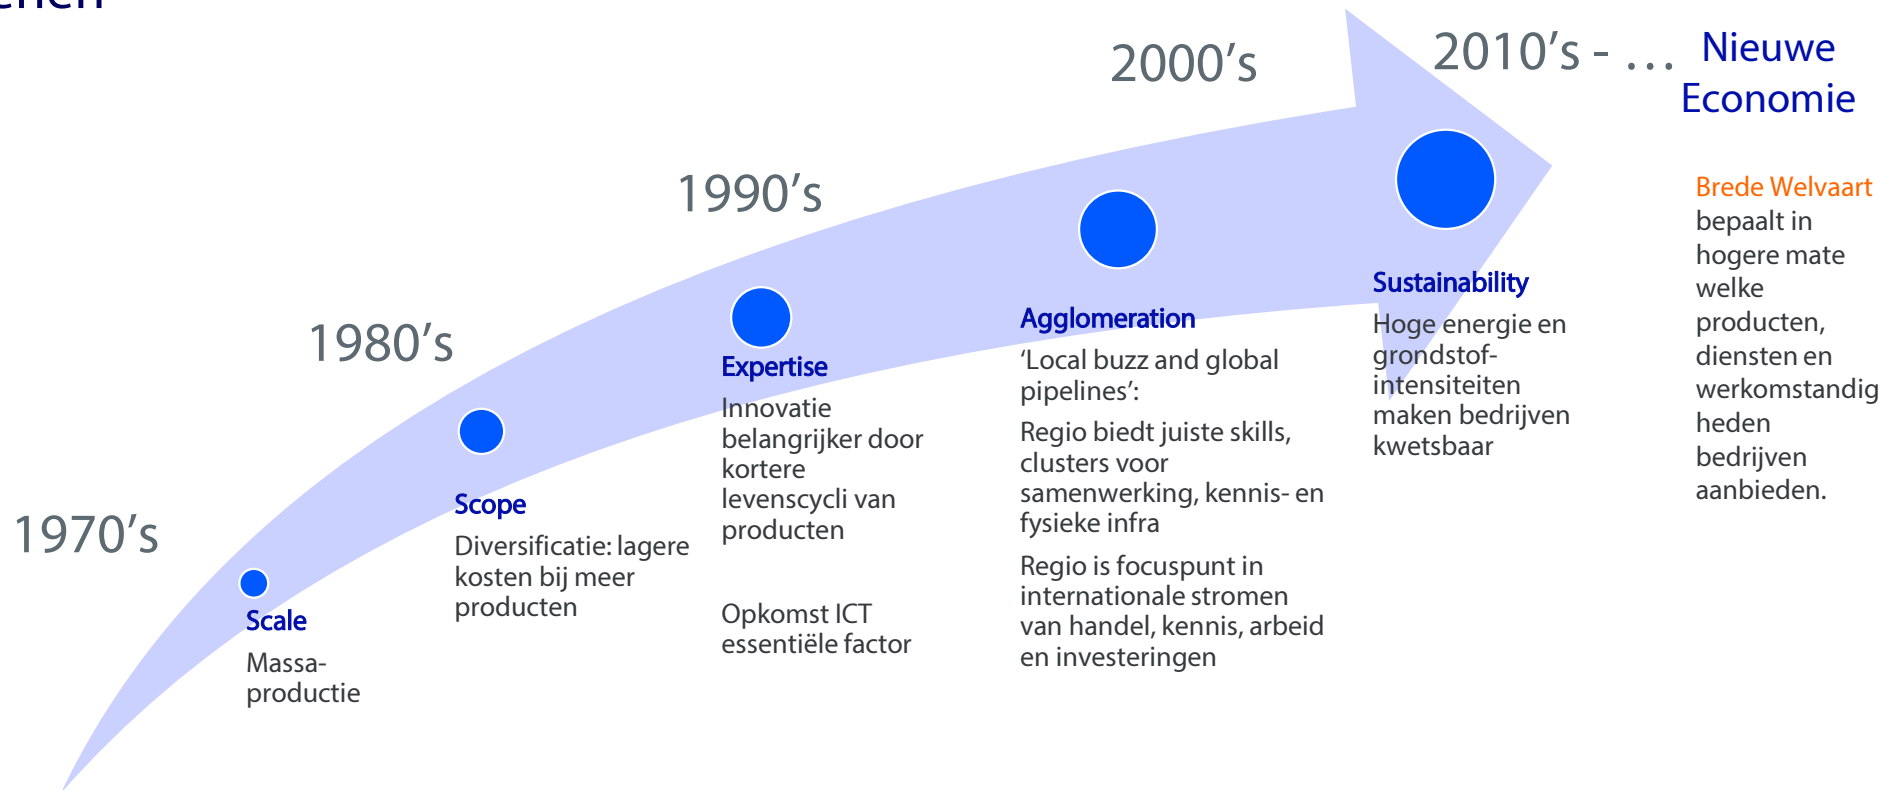 1970's
Scale
Massa-
productie
1980's
Scope
Diversificatie: lagere
kosten bij meer
producten
1990's
Expertise
Innovatie
belangrijker door
kortere
levenscycli van
producten
Opkomst ICT
essentiële factor
2000's
Agglomeration
‘Local buzz and global
pipelines’:
Regio biedt juiste skills,
clusters voor
samenwerking, kennis- en
fysieke infra
Regio is focuspunt in
internationale stromen
van handel, kennis, arbeid
en investeringen
2010's - …
Sustainability
Hoge energie en
grondstof-
intensiteiten
maken bedrijven
kwetsbaar
Nieuwe
Economie
Brede Welvaart
bepaalt in
hogere mate
welke
producten,
diensten en
werkomstandig
heden
bedrijven
aanbieden.